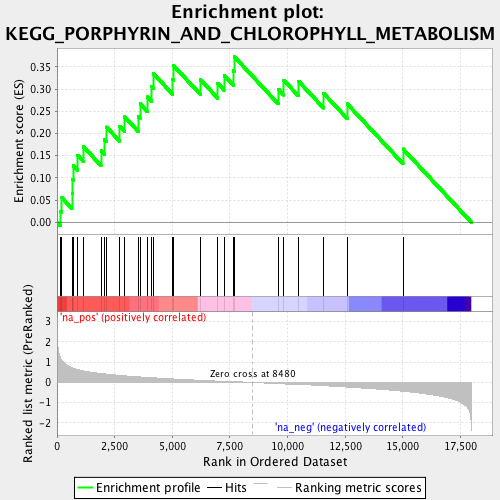 Enrichment plot:
KEGG_PORPHYRIN_AND_CHLOROPHYLL_METABOLISM
Enrichment score (ES)
0.35
0.30
0.25
0.20
0.15
0.10
0.05
0.00
'na_pos' (positively correlated)
Ranked list metric (PreRanked)
3
2
1
0
-1
-2
Zero cross at 8480
'na_neg' (negatively correlated)
0
2,500
5,000
7,500
10,000
12,500
15,000
17,500
Rank in Ordered Dataset
Enrichment profile
Hits
Ranking metric scores